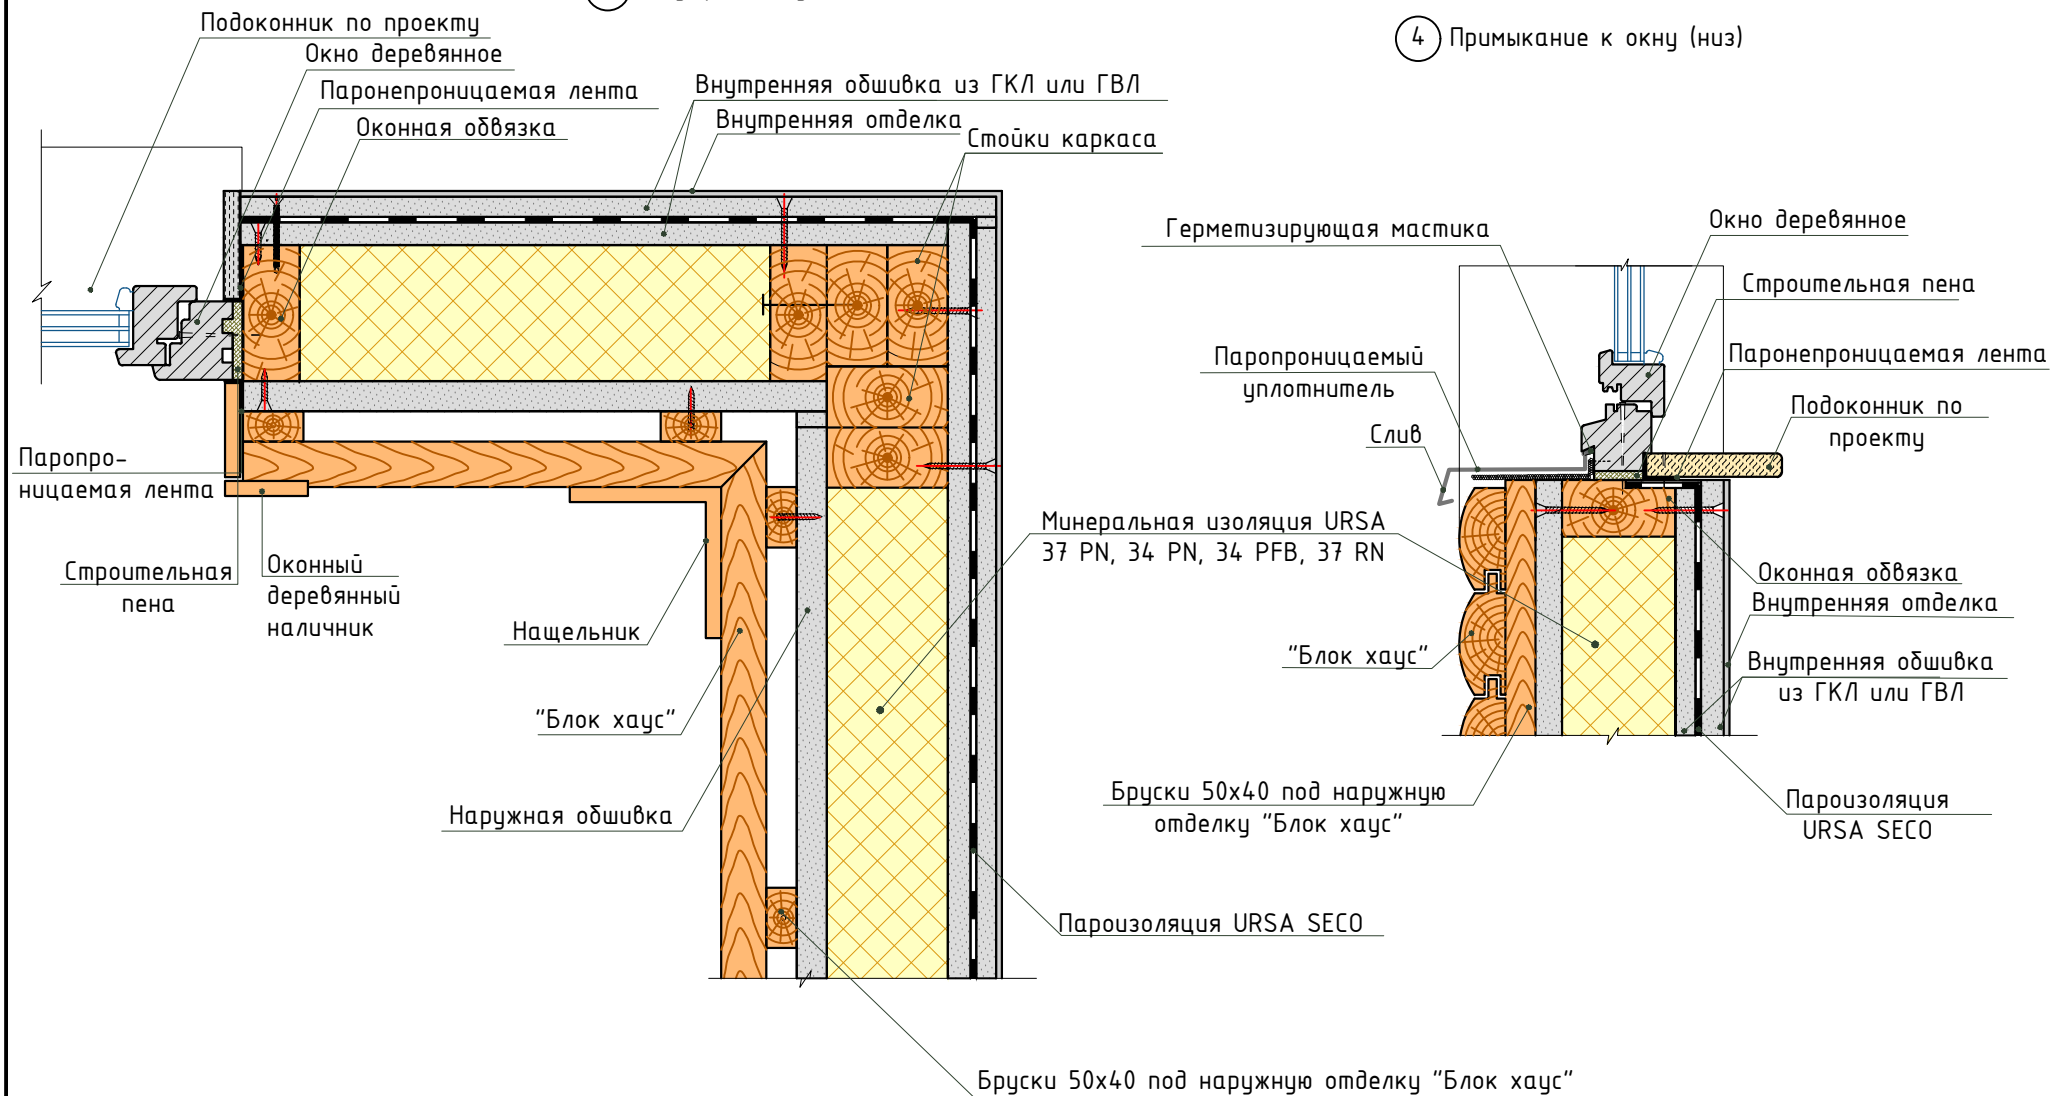 Подоконник по проекту
Окно деревянное
Паронепроницаемая лента
Оконная обвязка
Внутренняя обшивка из ГКЛ или ГВЛ
Внутренняя отделка
Стойки каркаса
Паропро-
ницаемая лента
Строительная
пена
Оконный
деревянный
наличник
Нащельник
"Блок хаус"
Наружная обшивка
Минеральная изоляция URSA
37 PN, 34 PN, 34 PFB, 37 RN
Пароизоляция URSA SECO
Бруски 50х40 под наружную отделку "Блок хаус"
4 Примыкание к окну (низ)
Герметизирующая мастика
Окно деревянное
Строительная пена
Паропроницаемый
уплотнитель
Паронепроницаемая лента
Слив
Подоконник по
проекту
Оконная обвязка
Внутренняя отделка
"Блок хаус"
Внутренняя обшивка
из ГКЛ или ГВЛ
Бруски 50х40 под наружную
отделку "Блок хаус"
Пароизоляция
URSA SECO